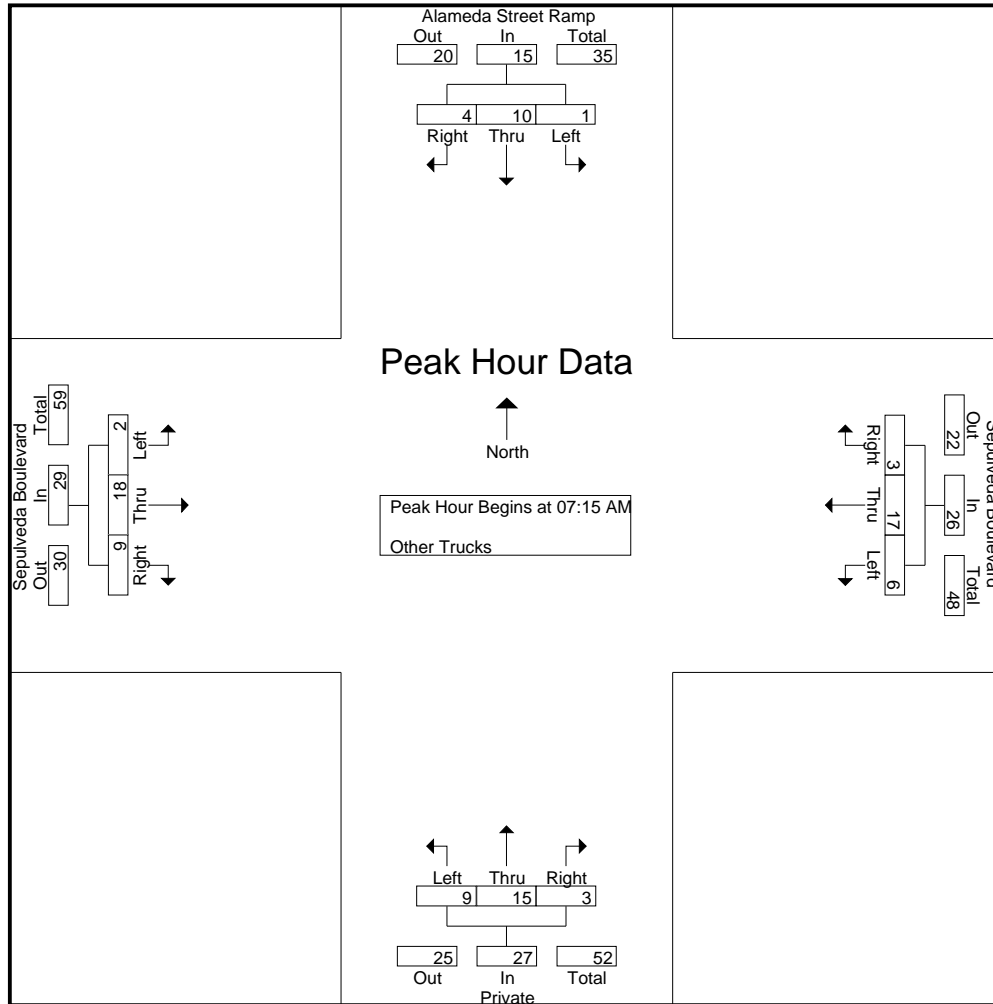 Alameda Street Ramp
Out In Total
20 15 35
4 10 1
Right Thru Left
Peak Hour Data
North
Peak Hour Begins at 07:15 AM
Other Trucks
Sepulveda Boulevard
Total In Out
59 29 30
2 18 9
Left Thru Right
Sepulveda Boulevard
Out In Total
22 26 48
3 17 6
Right Thru Left
Left Thru Right
9 15 3
25 27 52
Out In Total
Private